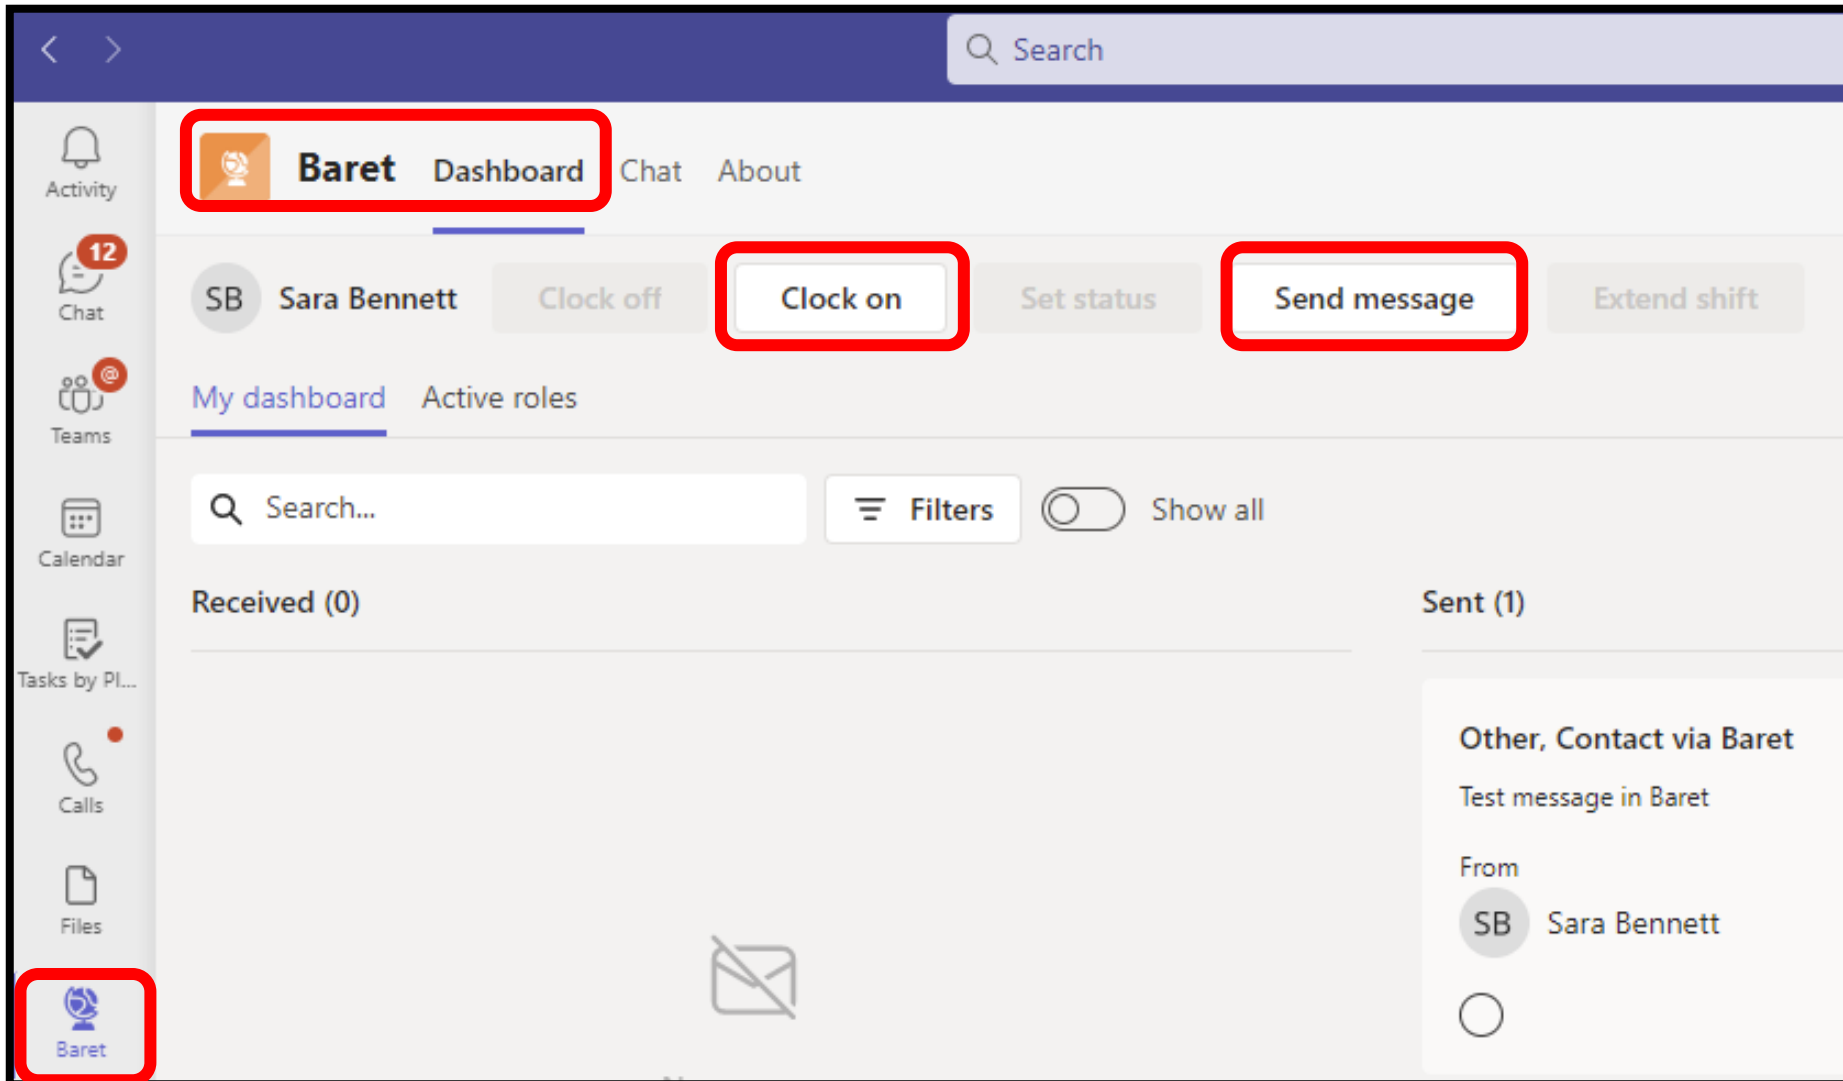 Search
Activity
12
Chat
@
Teams
Calendar
Tasks by Pl...
Calls
Files
Baret
Baret Dashboard Chat About
SB Sara Bennett Clock off Clock on Set status Send message Extend shift
My dashboard Active roles
Search... Filters Show all
Received (0)
Sent (1)
Other, Contact via Baret
Test message in Baret
From
SB Sara Bennett